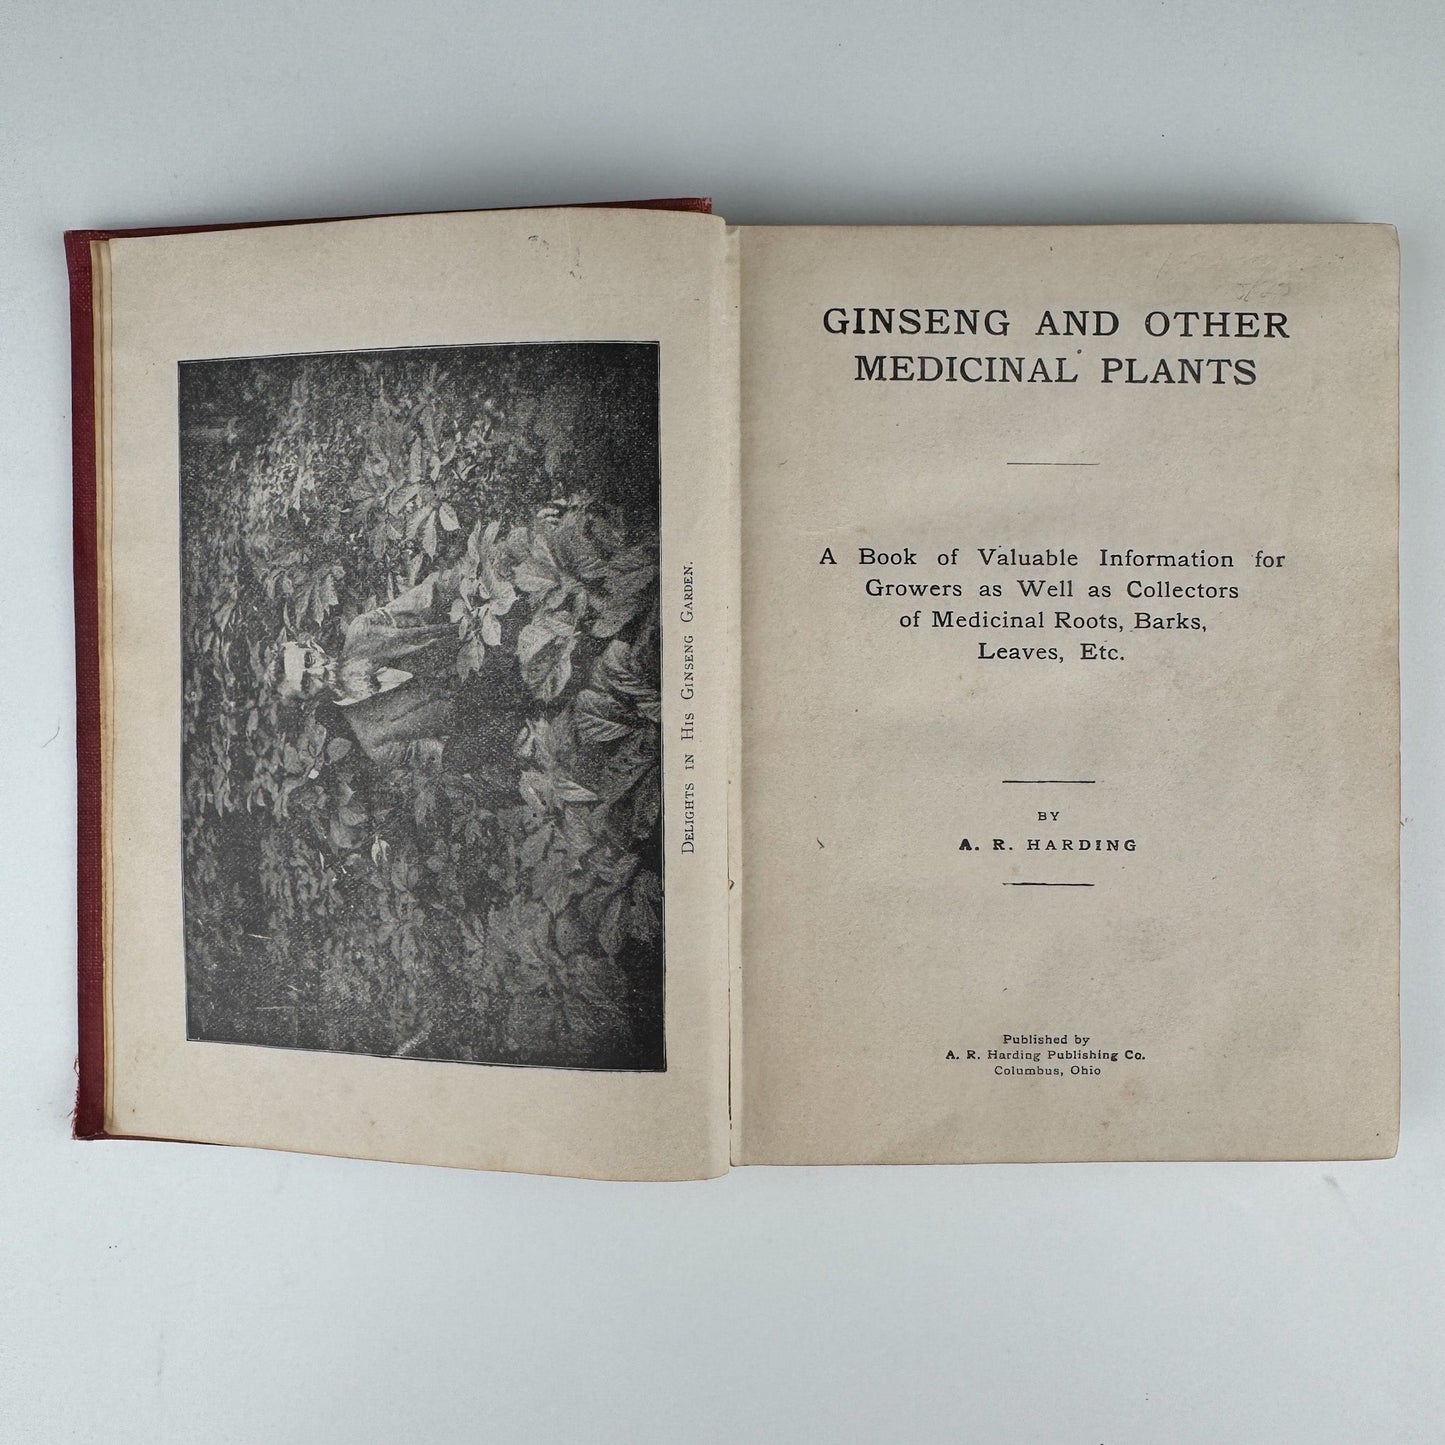 DELIGHTS IN HIS GINSENG GARDEN.
GINSENG AND OTHER
MEDICINAL PLANTS
A Book of Valuable Information for
Growers as Well as Collectors
of Medicinal Roots, Barks,
Leaves, Etc.
BY
A. R. HARDING
Published by
A. R. Harding Publishing Co.
Columbus, Ohio